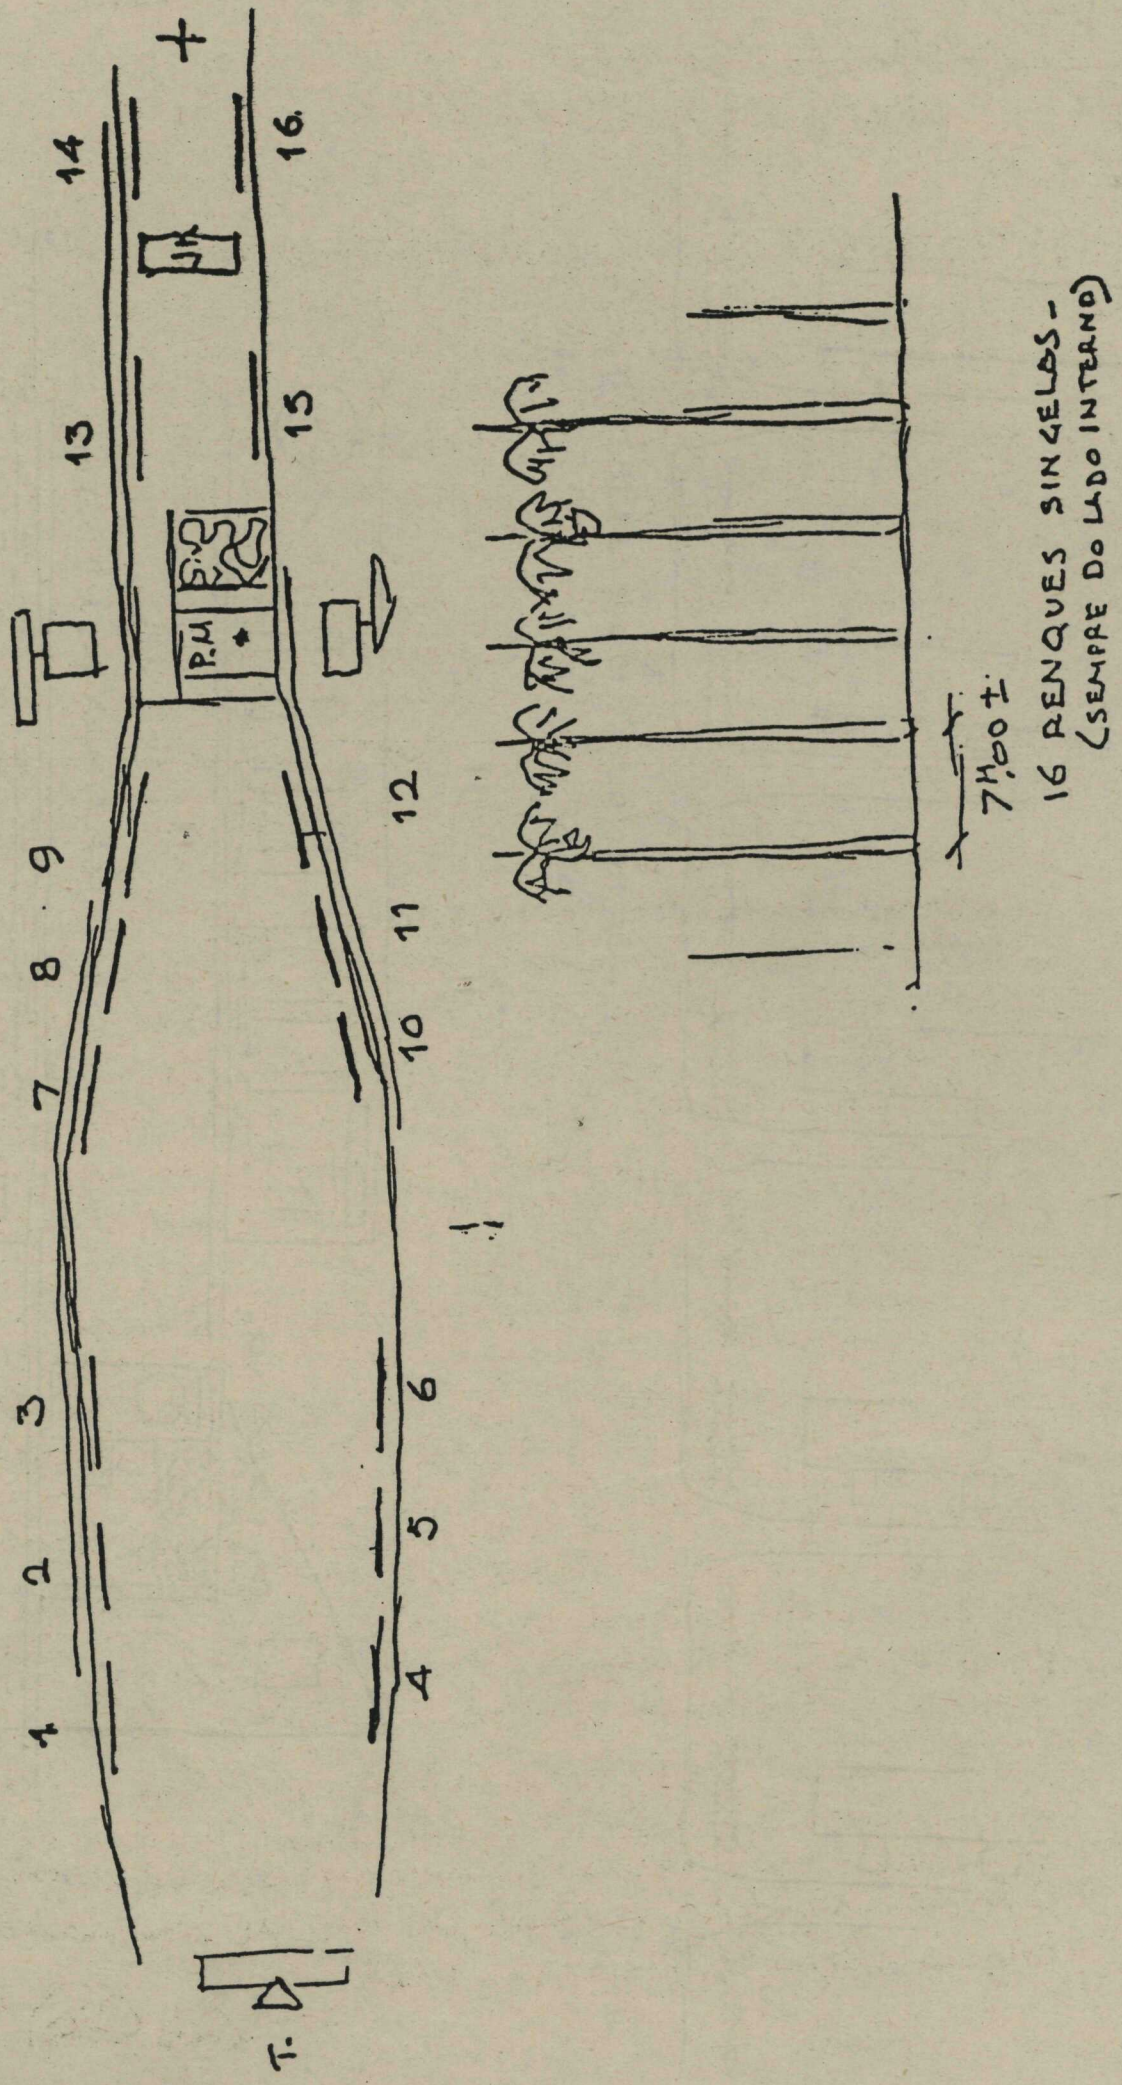 1 2 3 7 8 9 13 14
4 5 6 10 11 12 15 16.
T.
P.M
+
7M,00 ±
16 RENQUES SINGELOS -
(SEMPRE DO LADO INTERNO)